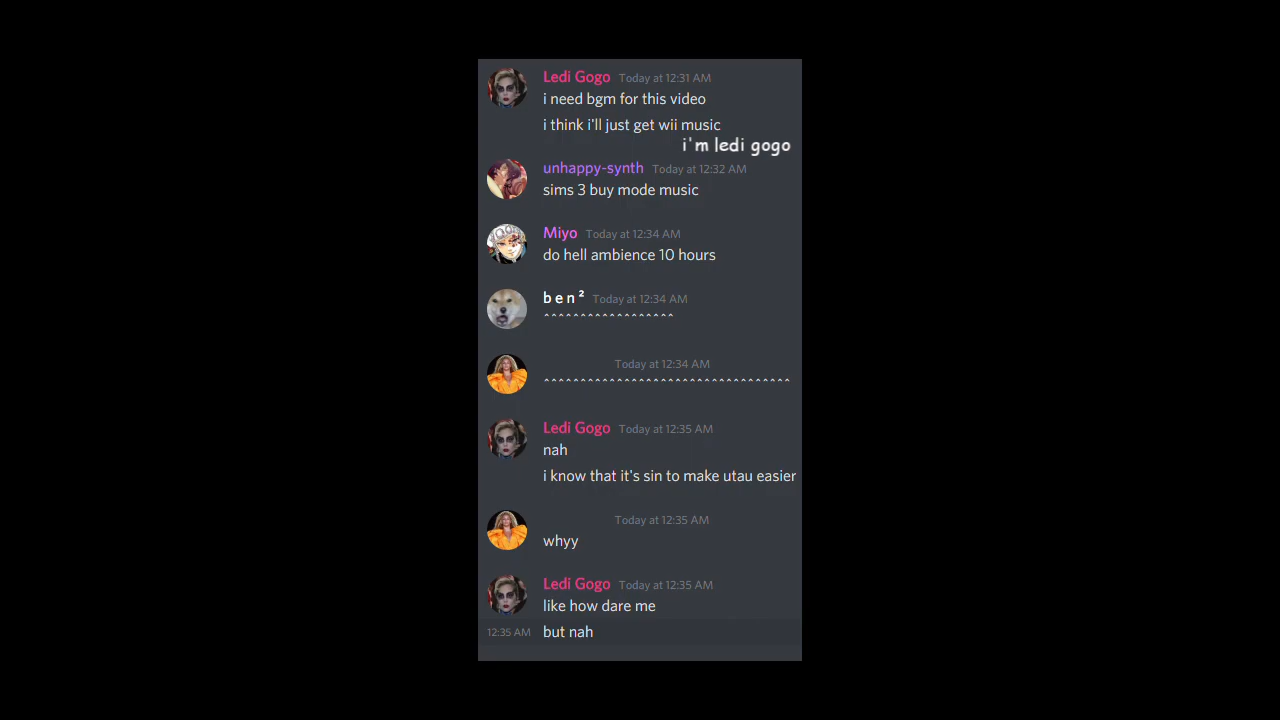 Ledi Gogo Today at 12:31 AM
i need bgm for this video
i think i'll just get wii music
i'm ledi gogo
unhappy-synth Today at 12:32 AM
sims 3 buy mode music
Miyo Today at 12:34 AM
do hell ambience 10 hours
b e n ² Today at 12:34 AM
^^^^^^^^^^^^^^^^^^
Today at 12:34 AM
^^^^^^^^^^^^^^^^^^^^^^^^^^^^^^^^^^
Ledi Gogo Today at 12:35 AM
nah
i know that it's sin to make utau easier
Today at 12:35 AM
whyy
Ledi Gogo Today at 12:35 AM
like how dare me
12:35 AM but nah